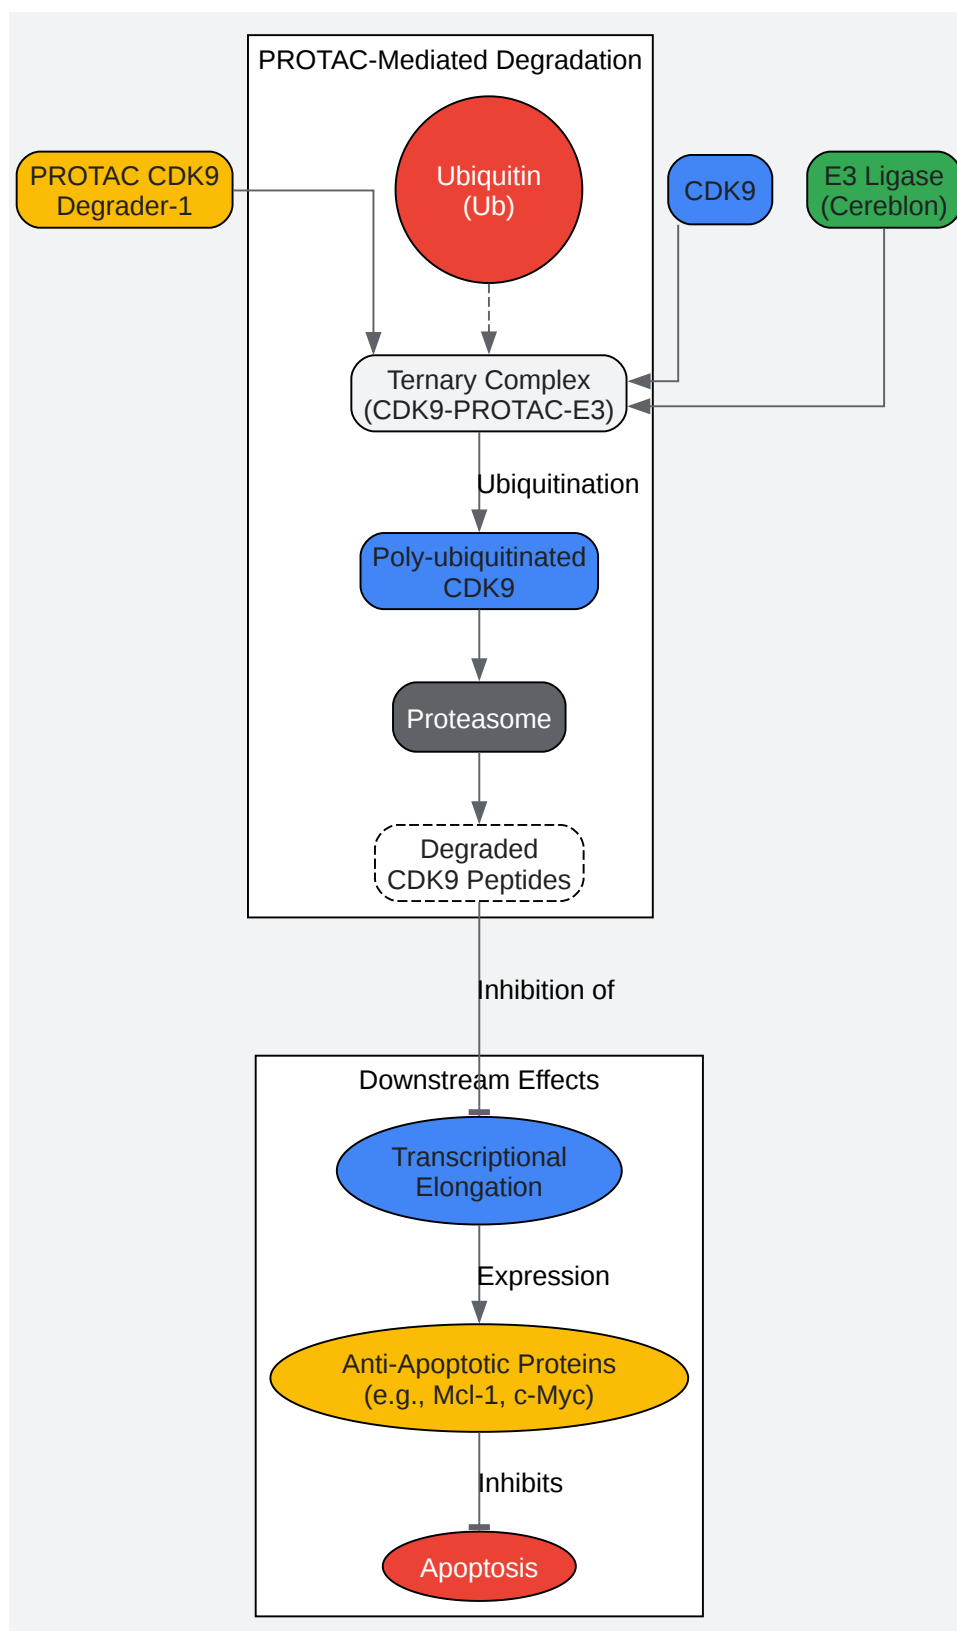 PROTAC-Mediated Degradation
PROTAC CDK9
Degrader-1
Ubiquitin
(Ub)
CDK9
E3 Ligase
(Cereblon)
Ternary Complex
(CDK9-PROTAC-E3)
Ubiquitination
Poly-ubiquitinated
CDK9
Proteasome
Degraded
CDK9 Peptides
Inhibition of
Downstream Effects
Transcriptional
Elongation
Expression
Anti-Apoptotic Proteins
(e.g., Mcl-1, c-Myc)
Inhibits
Apoptosis